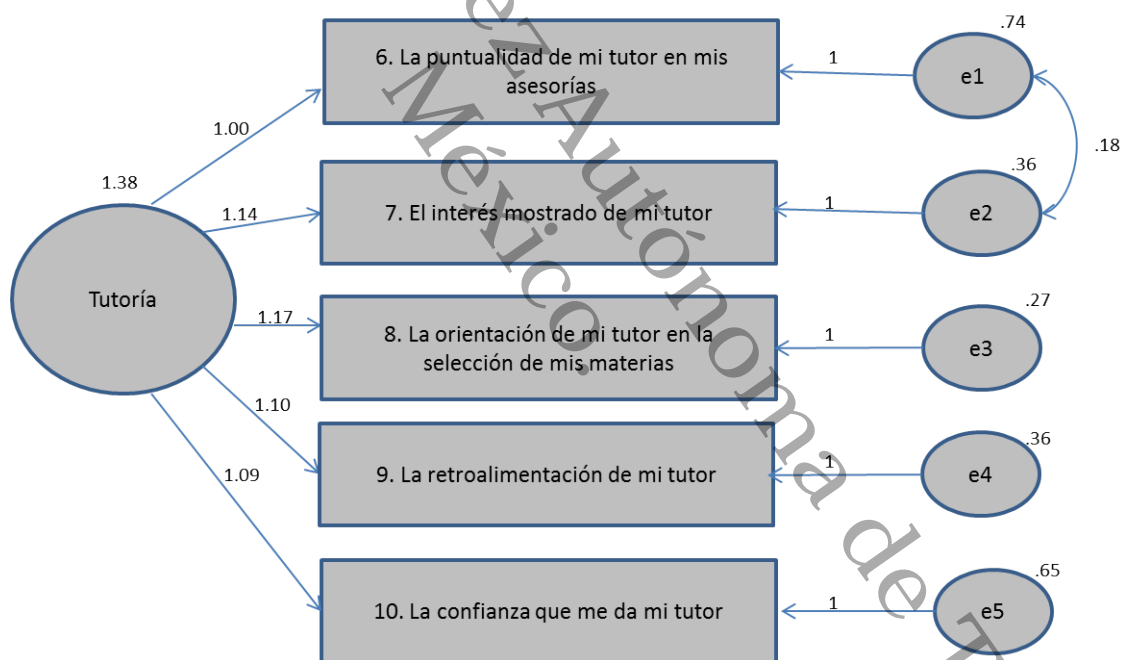 .74
6. La puntualidad de mi tutor en mis
asesorías
1
e1
1.00
.18
1.38
.36
1.14
7. El interés mostrado de mi tutor
1
e2
Tutoría
.27
1.17
8. La orientación de mi tutor en la
selección de mis materias
1
e3
1.10
.36
9. La retroalimentación de mi tutor
1
e4
1.09
.65
10. La confianza que me da mi tutor
1
e5
Autónoma de
México.